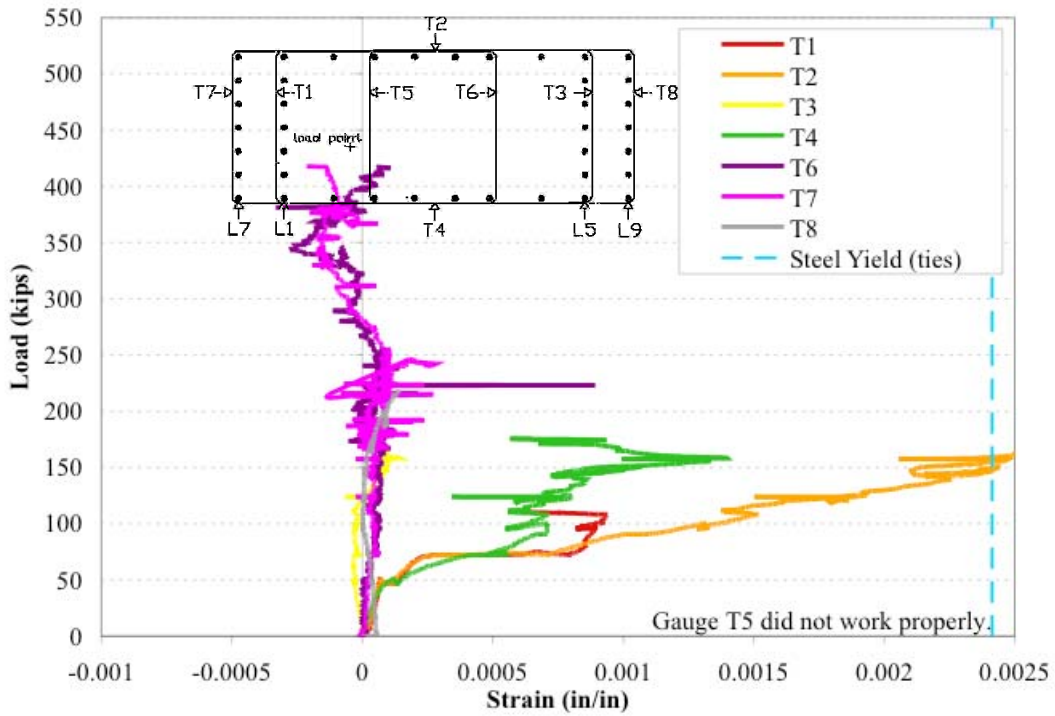 550
500
450
400
350
300
250
200
150
100
50
0
Load (kips)
T2
T7 T1 T5 T6 T3 T8
load point
L7 L1 T4 L5 L9
T1
T2
T3
T4
T6
T7
T8
Steel Yield (ties)
Gauge T5 did not work properly.
-0.001 -0.0005 0 0.0005 0.001 0.0015 0.002 0.0025
Strain (in/in)